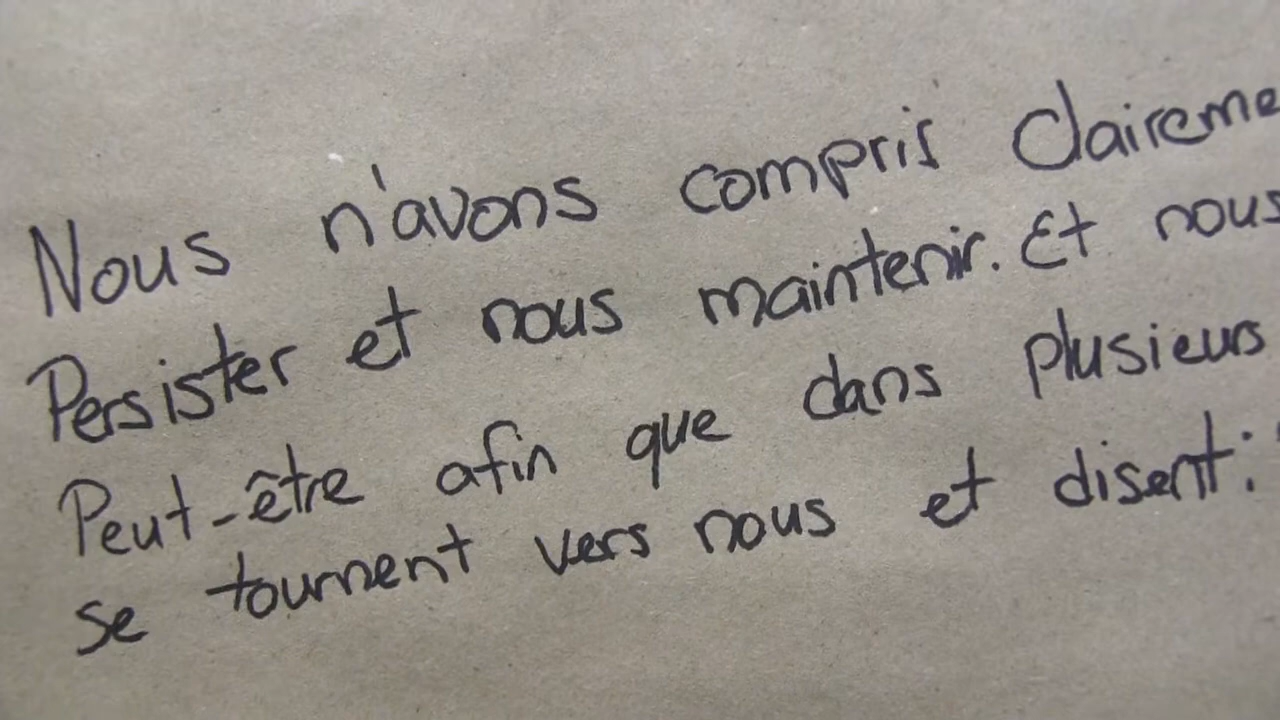 Nous n'avons compris claireme
Persister et nous maintenir. Et nous
Peut-être afin que dans plusieurs
se tournent vers nous et disent: "